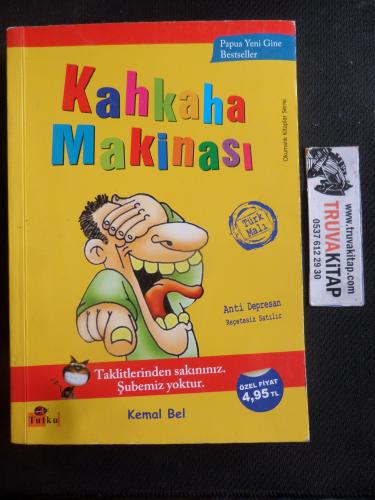 Papua Yeni Gine
Bestseller
Kahkaha
Makinası
Okumalık Kitaplar Serisi
Türk
Malı
Anti Depresan
Reçetesiz Satılır
Taklitlerinden sakınınız.
Şubemiz yoktur.
ÖZEL FİYAT
4,95 TL
Kemal Bel
Tutku
www.truvakitap.com
TRUVAKİTAP
0537 612 29 30